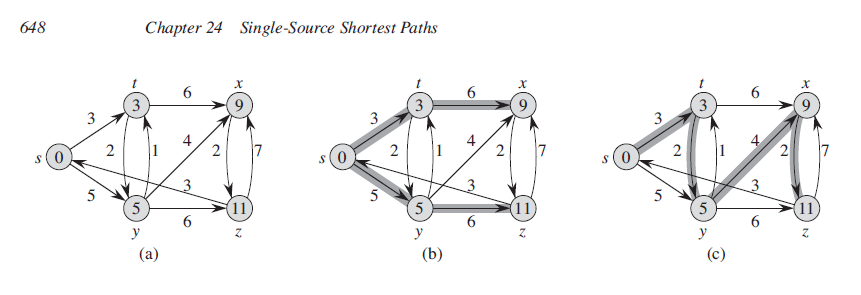 648 Chapter 24 Single-Source Shortest Paths
t x t x t x
6 6 6
3 9 3 9 3 9
3 3 3
s 0 2 1 4 2 7 s 0 2 1 4 2 7 s 0 2 1 4 2 7
5 3 5 3 5 3
5 11 5 11 5 11
6 6 6
y z y z y z
(a) (b) (c)